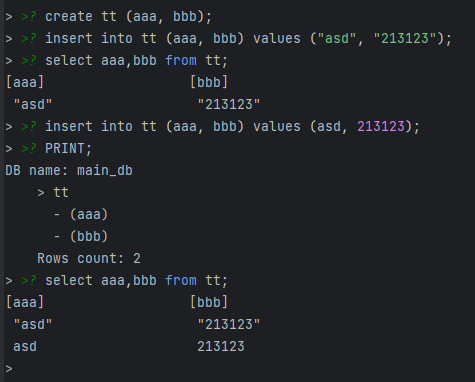 > >? create tt (aaa, bbb);
> >? insert into tt (aaa, bbb) values ("asd", "213123");
> >? select aaa,bbb from tt;
[aaa] [bbb]
"asd" "213123"
> >? insert into tt (aaa, bbb) values (asd, 213123);
> >? PRINT;
DB name: main_db
> tt
- (aaa)
- (bbb)
Rows count: 2
> >? select aaa,bbb from tt;
[aaa] [bbb]
"asd" "213123"
asd 213123
>